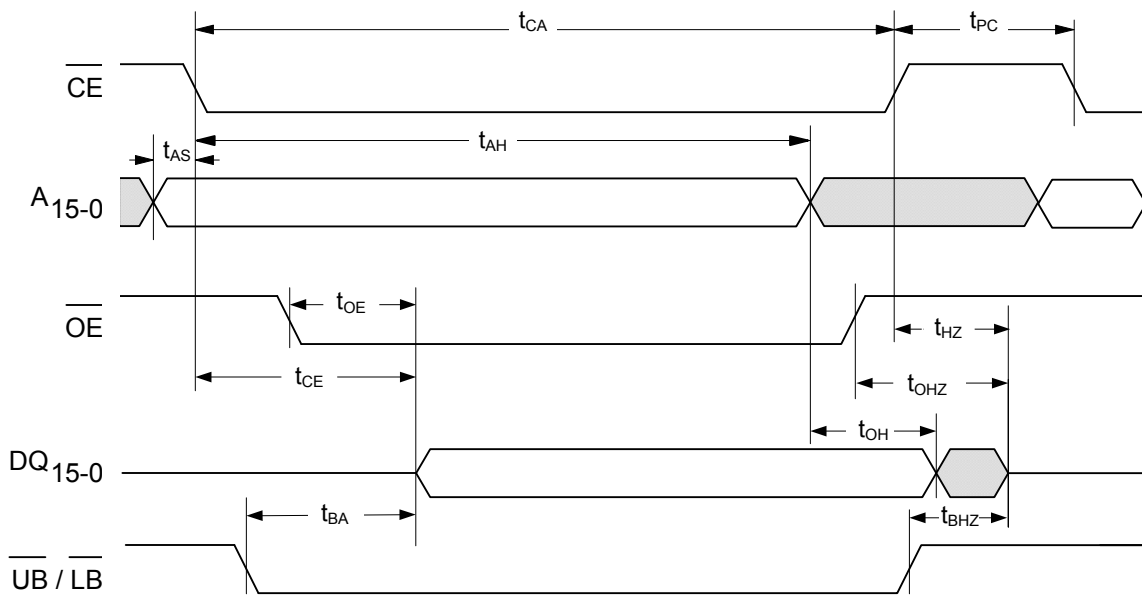 tCA
tPC
CE
tAH
tAS
A15-0
tOE
OE
tHZ
tCE
tOHZ
tOH
DQ15-0
tBA
tBHZ
UB / LB